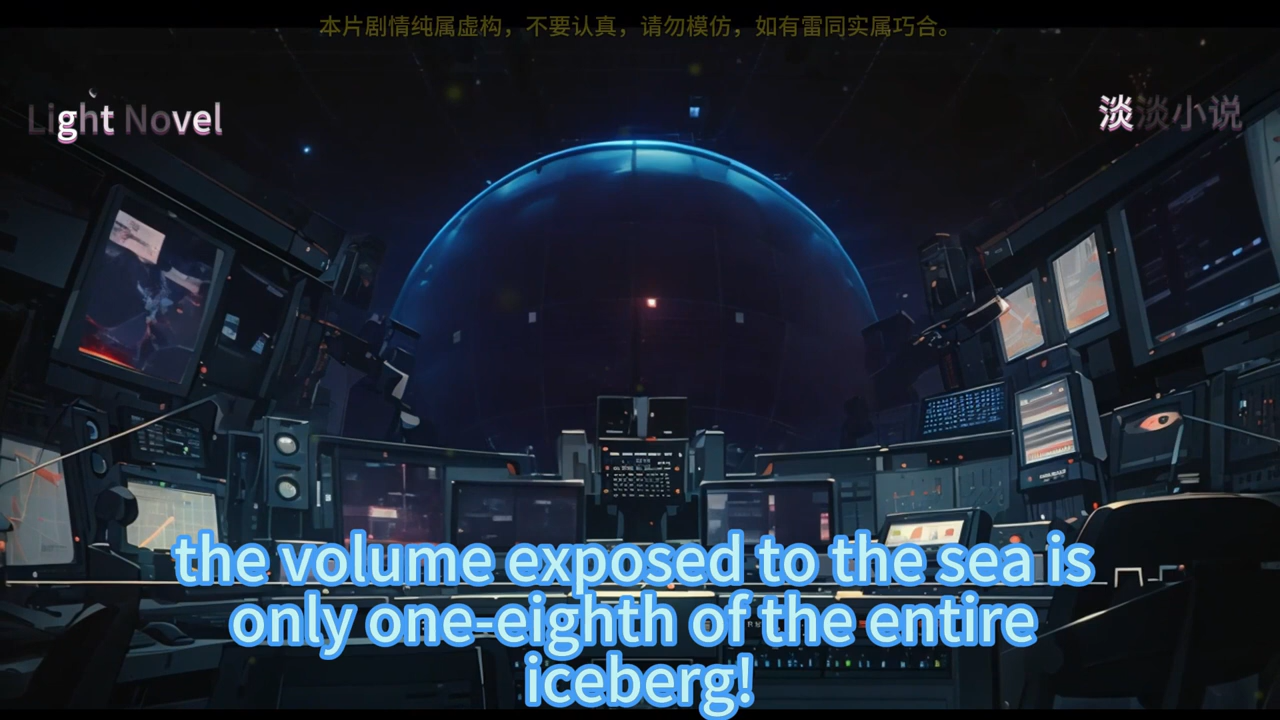 本片剧情纯属虚构，不要认真，请勿模仿，如有雷同实属巧合。
Light Novel
淡淡小说
the volume exposed to the sea is
only one-eighth of the entire
iceberg!